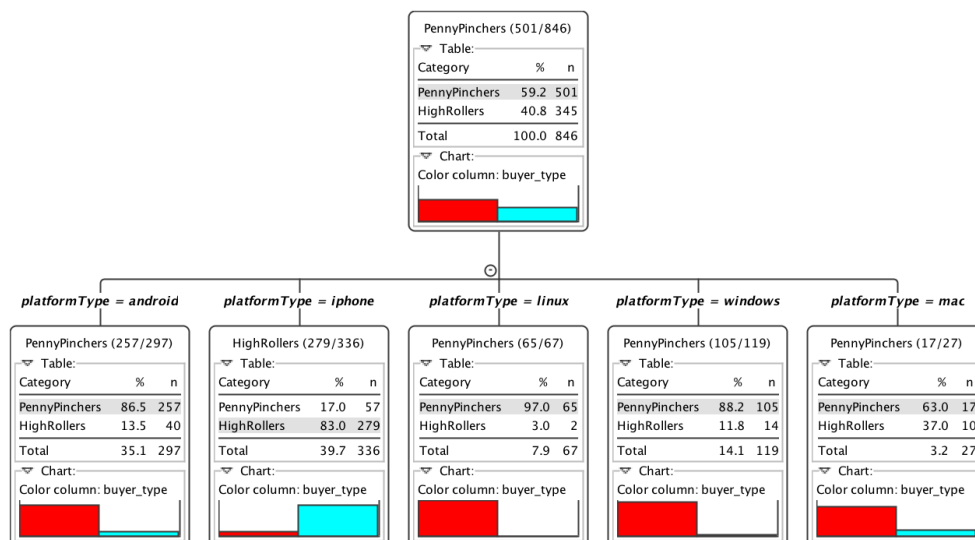 PennyPinchers (501/846)
Table:
Category % n
PennyPinchers 59.2 501
HighRollers 40.8 345
Total 100.0 846
Chart:
Color column: buyer_type
platformType = android
PennyPinchers (257/297)
Table:
Category % n
PennyPinchers 86.5 257
HighRollers 13.5 40
Total 35.1 297
Chart:
Color column: buyer_type
platformType = iphone
HighRollers (279/336)
Table:
Category % n
PennyPinchers 17.0 57
HighRollers 83.0 279
Total 39.7 336
Chart:
Color column: buyer_type
platformType = linux
PennyPinchers (65/67)
Table:
Category % n
PennyPinchers 97.0 65
HighRollers 3.0 2
Total 7.9 67
Chart:
Color column: buyer_type
platformType = windows
PennyPinchers (105/119)
Table:
Category % n
PennyPinchers 88.2 105
HighRollers 11.8 14
Total 14.1 119
Chart:
Color column: buyer_type
platformType = mac
PennyPinchers (17/27)
Table:
Category % n
PennyPinchers 63.0 17
HighRollers 37.0 10
Total 3.2 27
Chart:
Color column: buyer_type